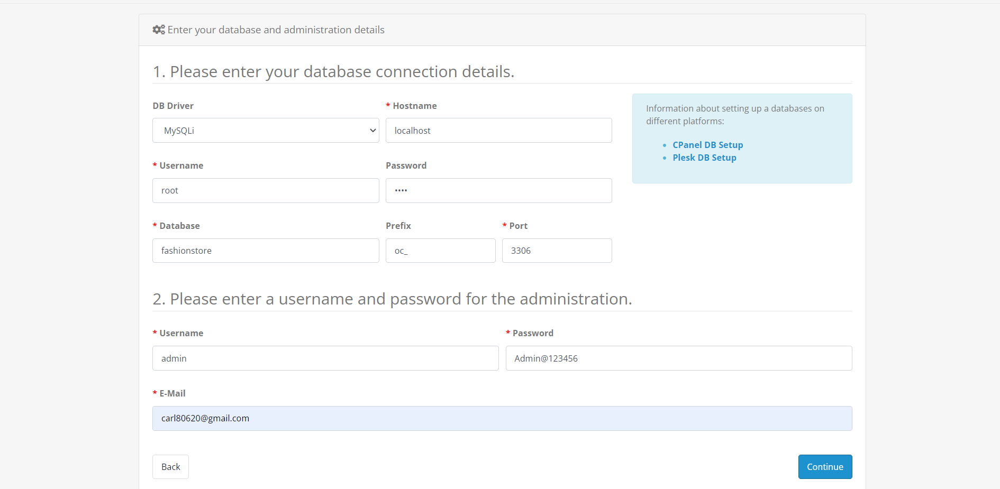 Enter your database and administration details
1. Please enter your database connection details.
DB Driver
* Hostname
MySQLi
localhost
Information about setting up a databases on
different platforms:
CPanel DB Setup
Plesk DB Setup
* Username
Password
root
••••
* Database
Prefix
* Port
fashionstore
oc_
3306
2. Please enter a username and password for the administration.
* Username
* Password
admin
Admin@123456
* E-Mail
carl80620@gmail.com
Back
Continue